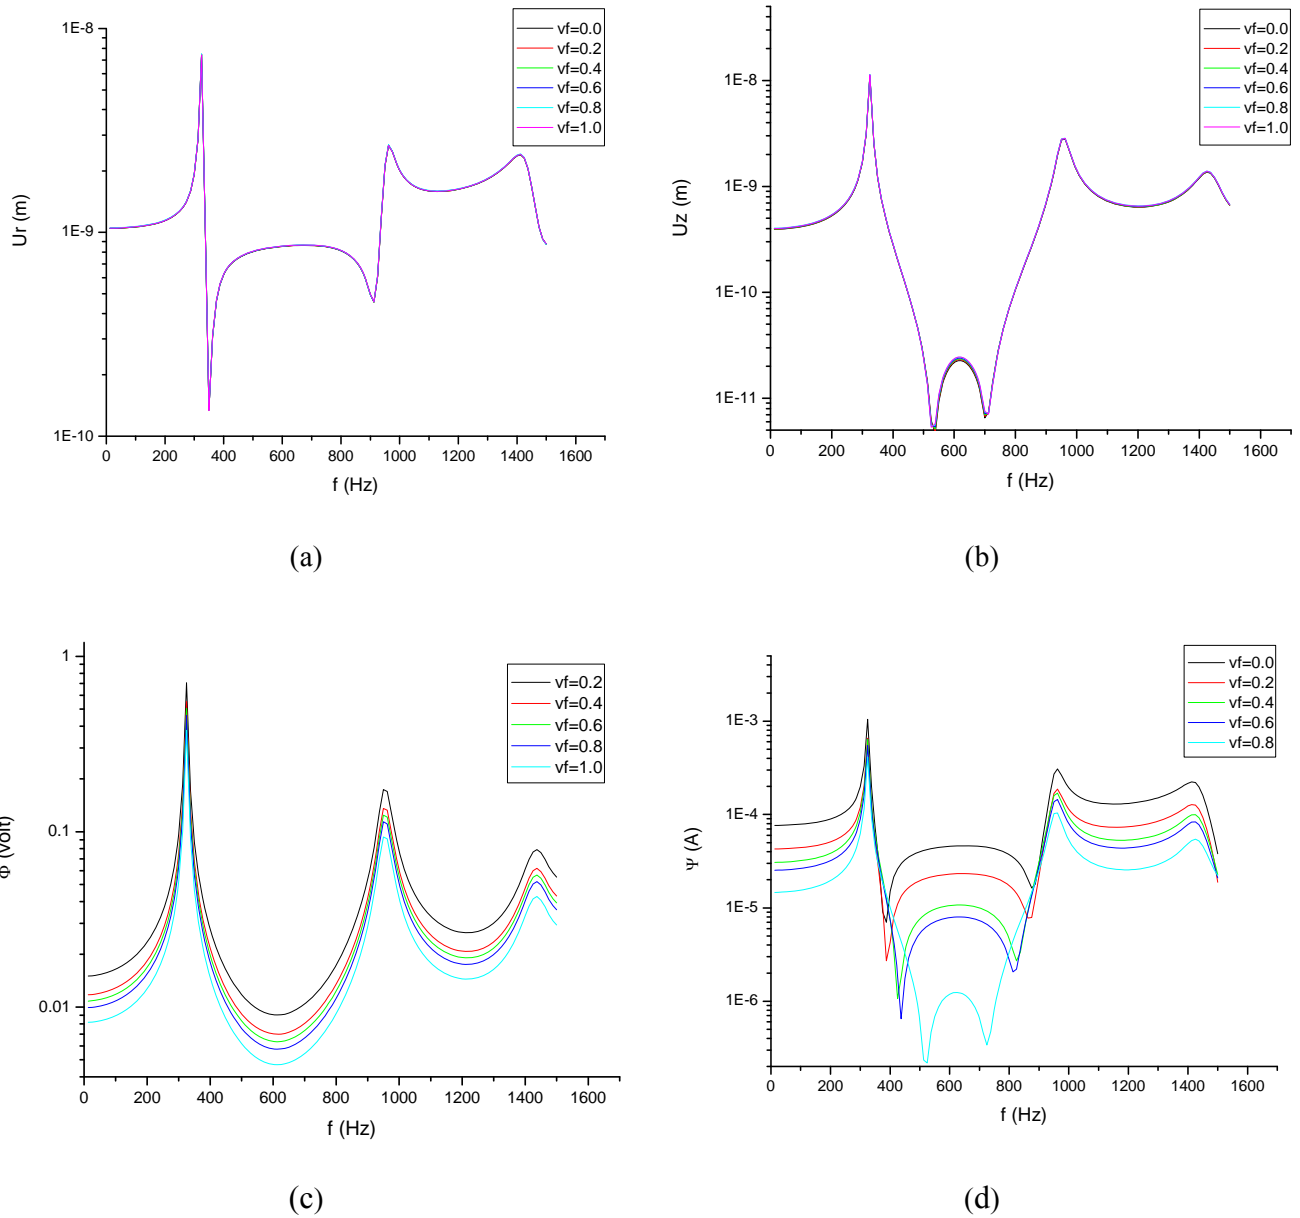 vf=0.0
vf=0.2
vf=0.4
vf=0.6
vf=0.8
vf=1.0
1E-8
1E-9
1E-10
Ur (m)
0 200 400 600 800 1000 1200 1400 1600
f (Hz)
(a)
vf=0.0
vf=0.2
vf=0.4
vf=0.6
vf=0.8
vf=1.0
1E-8
1E-9
1E-10
1E-11
Uz (m)
0 200 400 600 800 1000 1200 1400 1600
f (Hz)
(b)
vf=0.2
vf=0.4
vf=0.6
vf=0.8
vf=1.0
1
0.1
0.01
Φ (volt)
0 200 400 600 800 1000 1200 1400 1600
f (Hz)
(c)
vf=0.0
vf=0.2
vf=0.4
vf=0.6
vf=0.8
1E-3
1E-4
1E-5
1E-6
Ψ (A)
0 200 400 600 800 1000 1200 1400 1600
f (Hz)
(d)